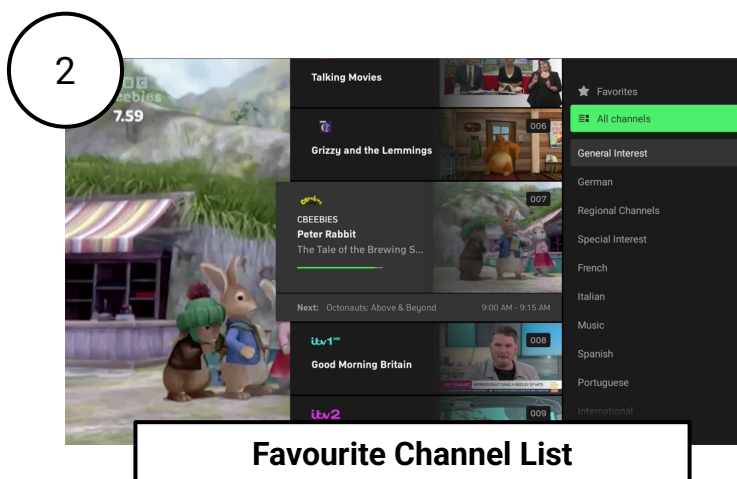 2
7.59
Talking Movies
006
Grizzy and the Lemmings
007
CBEEBIES
CBEEBIES
Peter Rabbit
The Tale of the Brewing S...
Next: Octonauts: Above & Beyond 9:00 AM - 9:15 AM
itv1 HD
008
Good Morning Britain
itv2
009
Favorites
All channels
General Interest
German
Regional Channels
Special Interest
French
Italian
Music
Spanish
Portuguese
International
Favourite Channel List